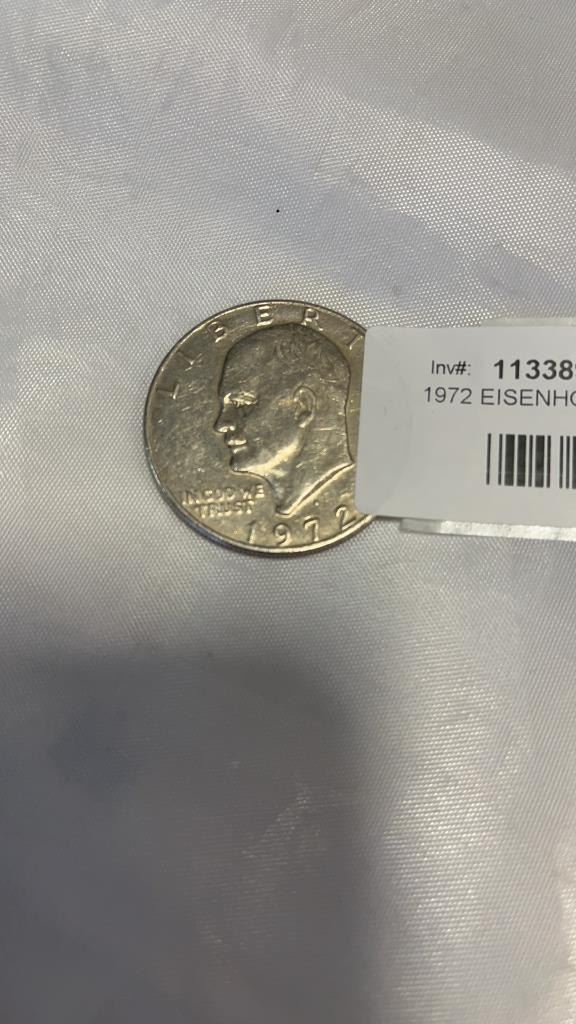 LIBERT
IN GOD WE
TRUST
1972
Inv#: 11338
1972 EISENHO